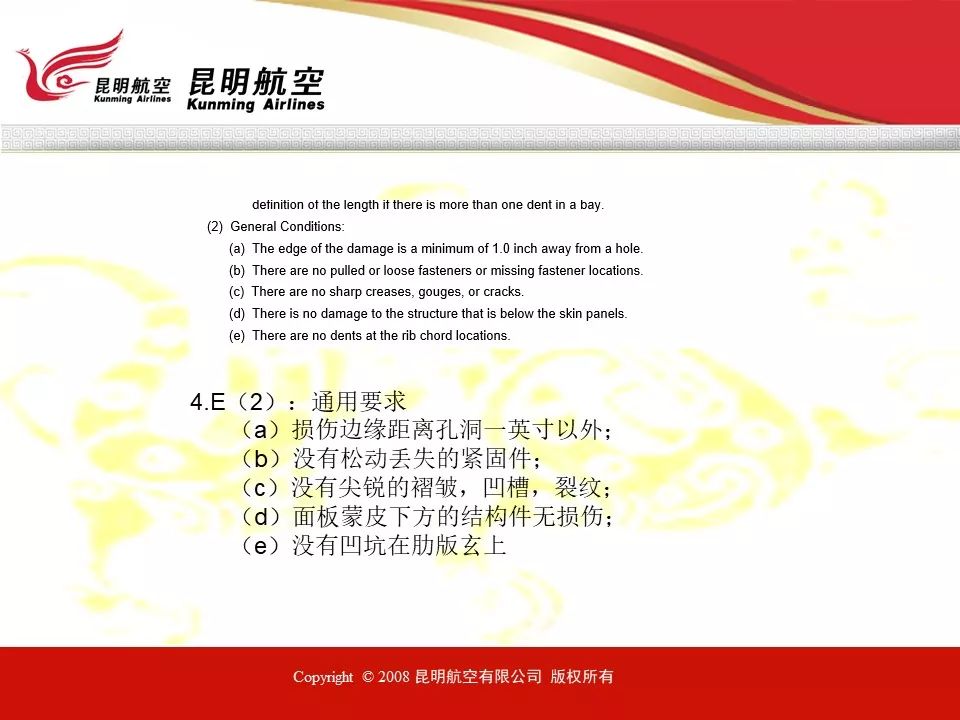 昆明航空
Kunming Airlines
昆明航空
Kunming Airlines
definition of the length if there is more than one dent in a bay.
(2) General Conditions:
(a) The edge of the damage is a minimum of 1.0 inch away from a hole.
(b) There are no pulled or loose fasteners or missing fastener locations.
(c) There are no sharp creases, gouges, or cracks.
(d) There is no damage to the structure that is below the skin panels.
(e) There are no dents at the rib chord locations.
4.E（2）：通用要求
（a）损伤边缘距离孔洞一英寸以外；
（b）没有松动丢失的紧固件；
（c）没有尖锐的褶皱，凹槽，裂纹；
（d）面板蒙皮下方的结构件无损伤；
（e）没有凹坑在肋版玄上
Copyright © 2008 昆明航空有限公司 版权所有